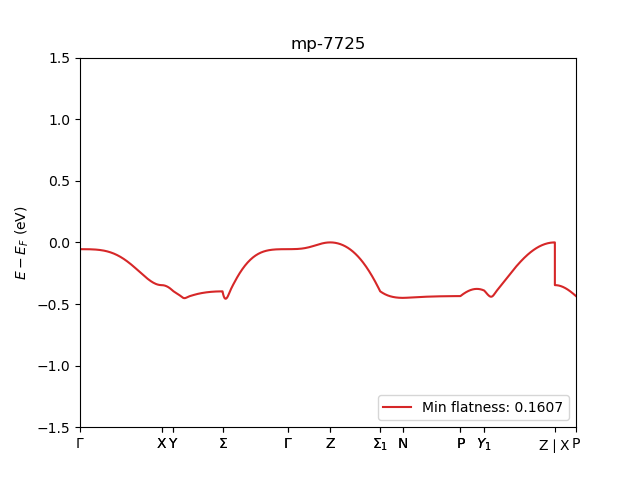 mp-7725
1.5
1.0
0.5
0.0
−0.5
−1.0
−1.5
E − E_F (eV)
Min flatness: 0.1607
Γ X Y Σ Γ Z Σ₁ N P Y₁ Z | X P